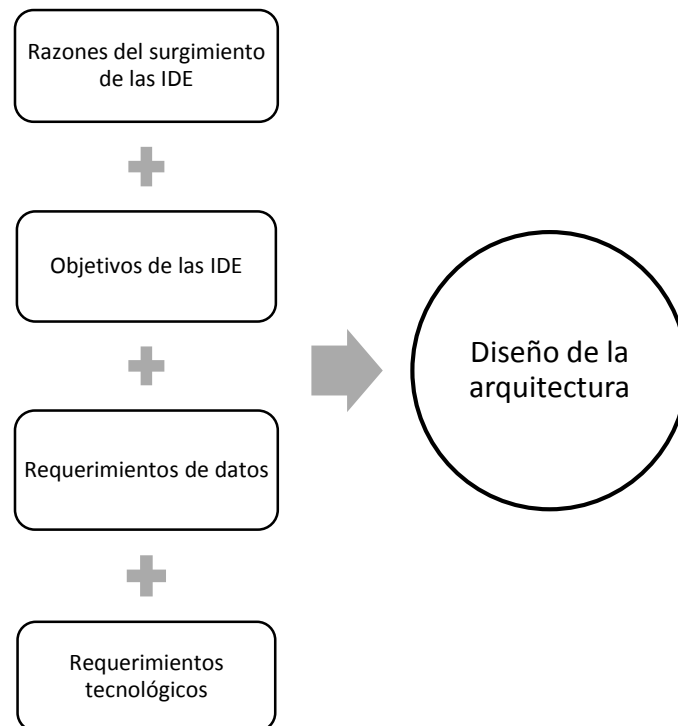 Razones del surgimiento
de las IDE
Objetivos de las IDE
Requerimientos de datos
Requerimientos
tecnológicos
Diseño de la
arquitectura